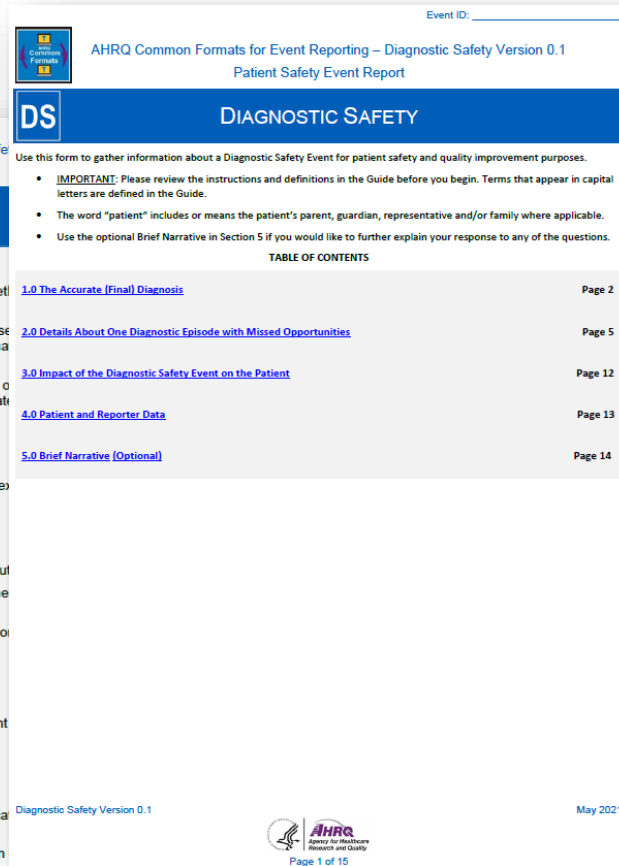 Event ID:
AHRQ
Common
Formats
AHRQ Common Formats for Event Reporting – Diagnostic Safety Version 0.1
Patient Safety Event Report
DS
DIAGNOSTIC SAFETY
Use this form to gather information about a Diagnostic Safety Event for patient safety and quality improvement purposes.
• IMPORTANT: Please review the instructions and definitions in the Guide before you begin. Terms that appear in capital
letters are defined in the Guide.
• The word “patient” includes or means the patient’s parent, guardian, representative and/or family where applicable.
• Use the optional Brief Narrative in Section 5 if you would like to further explain your response to any of the questions.
TABLE OF CONTENTS
1.0 The Accurate (Final) Diagnosis Page 2
2.0 Details About One Diagnostic Episode with Missed Opportunities Page 5
3.0 Impact of the Diagnostic Safety Event on the Patient Page 12
4.0 Patient and Reporter Data Page 13
5.0 Brief Narrative (Optional) Page 14
Diagnostic Safety Version 0.1 May 2021
AHRQ
Agency for Healthcare
Research and Quality
Page 1 of 15